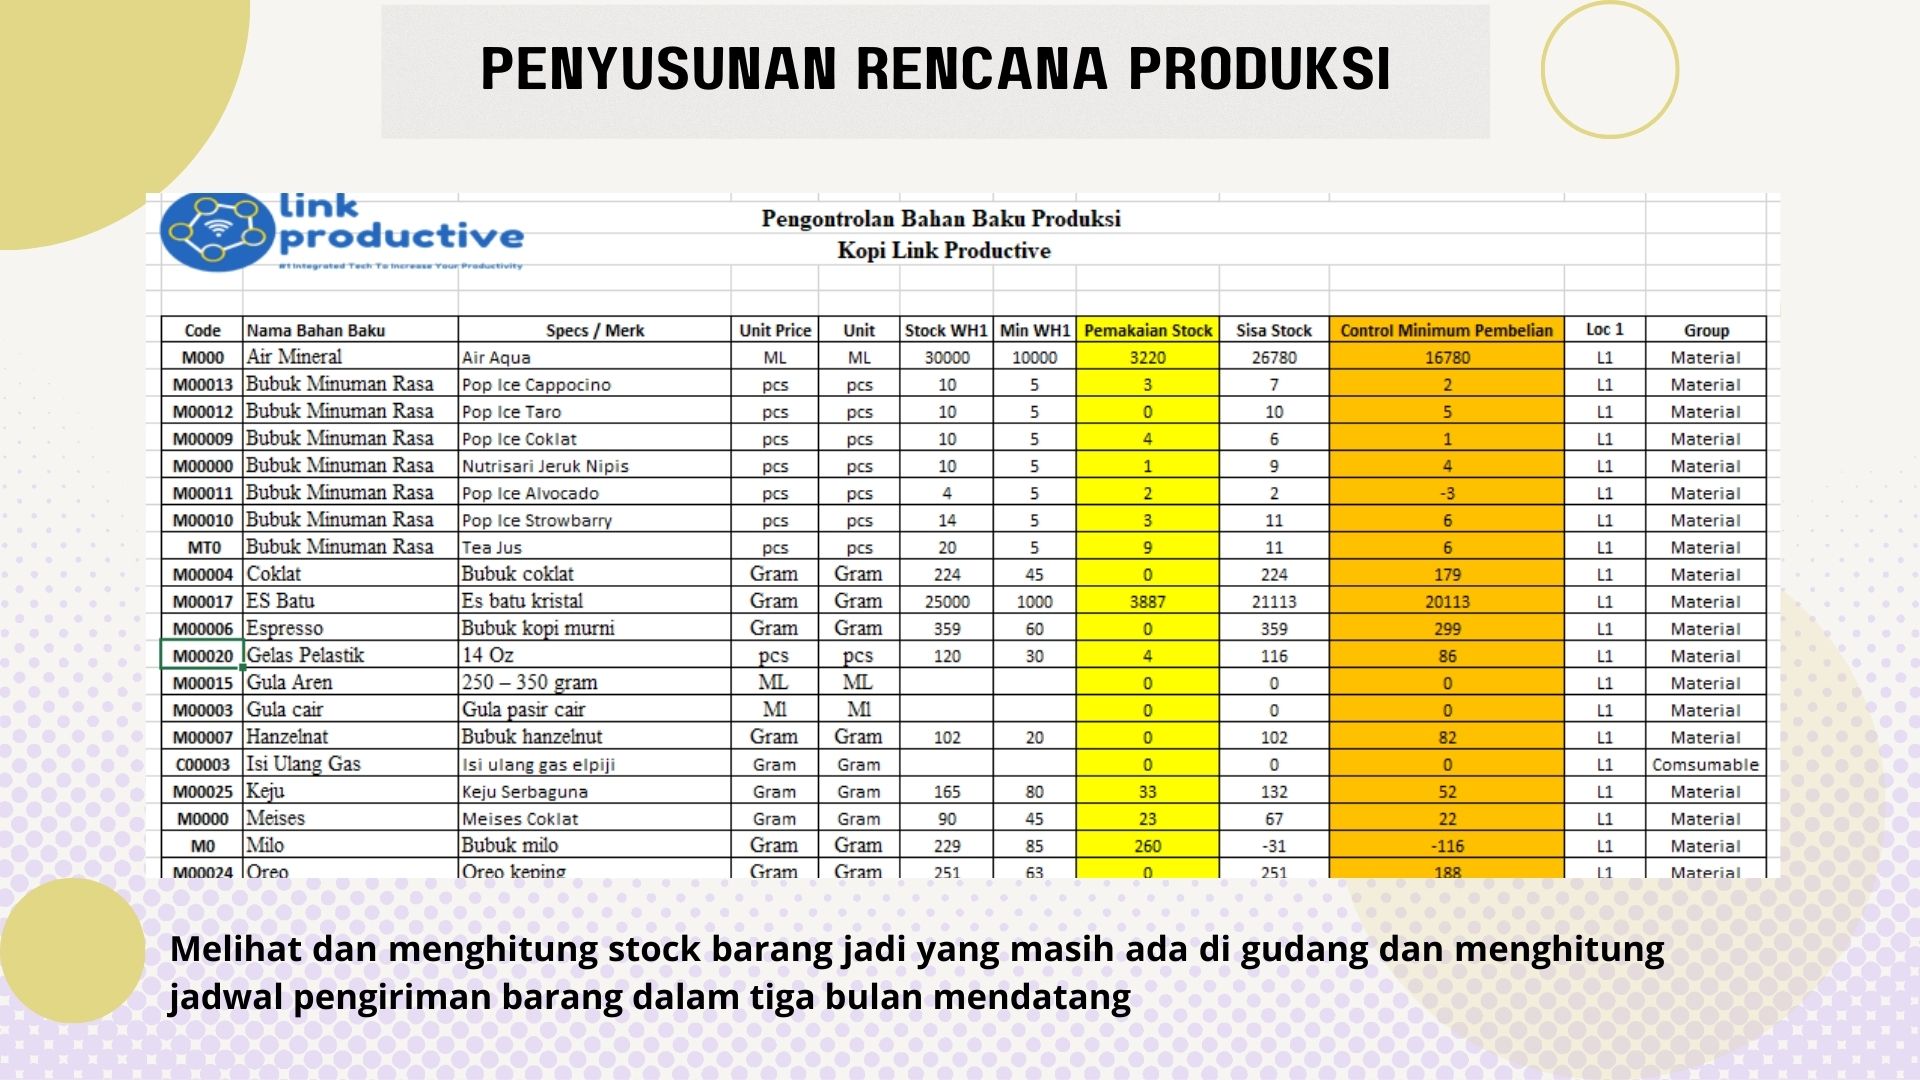 PENYUSUNAN RENCANA PRODUKSI
link
productive
#1 Integrated Tech To Increase Your Productivity
Pengontrolan Bahan Baku Produksi
Kopi Link Productive
Code Nama Bahan Baku Specs / Merk Unit Price Unit Stock WH1 Min WH1 Pemakaian Stock Sisa Stock Control Minimum Pembelian Loc 1 Group
M000 Air Mineral Air Aqua ML ML 30000 10000 3220 26780 16780 L1 Material
M00013 Bubuk Minuman Rasa Pop Ice Cappocino pcs pcs 10 5 3 7 2 L1 Material
M00012 Bubuk Minuman Rasa Pop Ice Taro pcs pcs 10 5 0 10 5 L1 Material
M00009 Bubuk Minuman Rasa Pop Ice Coklat pcs pcs 10 5 4 6 1 L1 Material
M00000 Bubuk Minuman Rasa Nutrisari Jeruk Nipis pcs pcs 10 5 1 9 4 L1 Material
M00011 Bubuk Minuman Rasa Pop Ice Alvocado pcs pcs 4 5 2 2 -3 L1 Material
M00010 Bubuk Minuman Rasa Pop Ice Strowbarry pcs pcs 14 5 3 11 6 L1 Material
MT0 Bubuk Minuman Rasa Tea Jus pcs pcs 20 5 9 11 6 L1 Material
M00004 Coklat Bubuk coklat Gram Gram 224 45 0 224 179 L1 Material
M00017 ES Batu Es batu kristal Gram Gram 25000 1000 3887 21113 20113 L1 Material
M00006 Espresso Bubuk kopi murni Gram Gram 359 60 0 359 299 L1 Material
M00020 Gelas Pelastik 14 Oz pcs pcs 120 30 4 116 86 L1 Material
M00015 Gula Aren 250 – 350 gram ML ML 0 0 0 L1 Material
M00003 Gula cair Gula pasir cair Ml Ml 0 0 0 L1 Material
M00007 Hanzelnat Bubuk hanzelnut Gram Gram 102 20 0 102 82 L1 Material
C00003 Isi Ulang Gas Isi ulang gas elpiji Gram Gram 0 0 0 L1 Comsumable
M00025 Keju Keju Serbaguna Gram Gram 165 80 33 132 52 L1 Material
M0000 Meises Meises Coklat Gram Gram 90 45 23 67 22 L1 Material
M0 Milo Bubuk milo Gram Gram 229 85 260 -31 -116 L1 Material
M00024 Oreo Oreo keping Gram Gram 251 63 0 251 188 L1 Material
Melihat dan menghitung stock barang jadi yang masih ada di gudang dan menghitung
jadwal pengiriman barang dalam tiga bulan mendatang